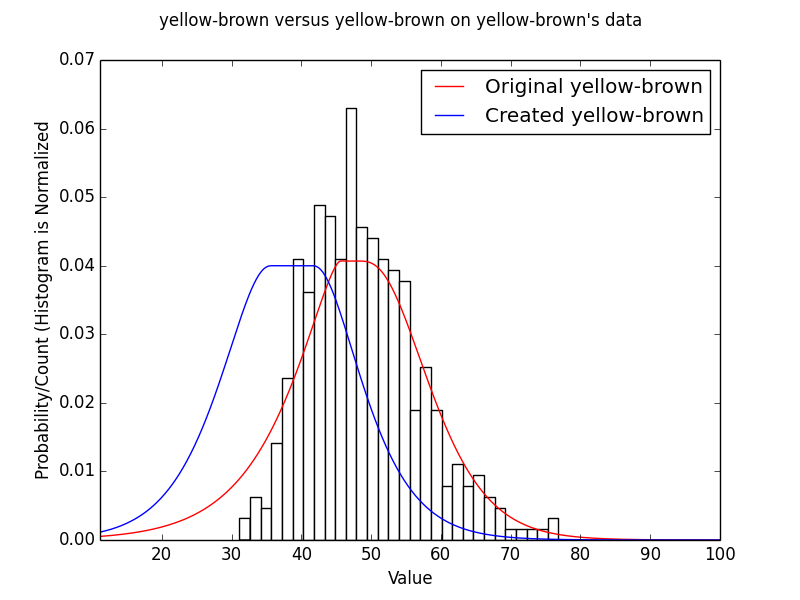 yellow-brown versus yellow-brown on yellow-brown's data
Original yellow-brown
Created yellow-brown
Probability/Count (Histogram is Normalized
0.07
0.06
0.05
0.04
0.03
0.02
0.01
0.00
20 30 40 50 60 70 80 90 100
Value